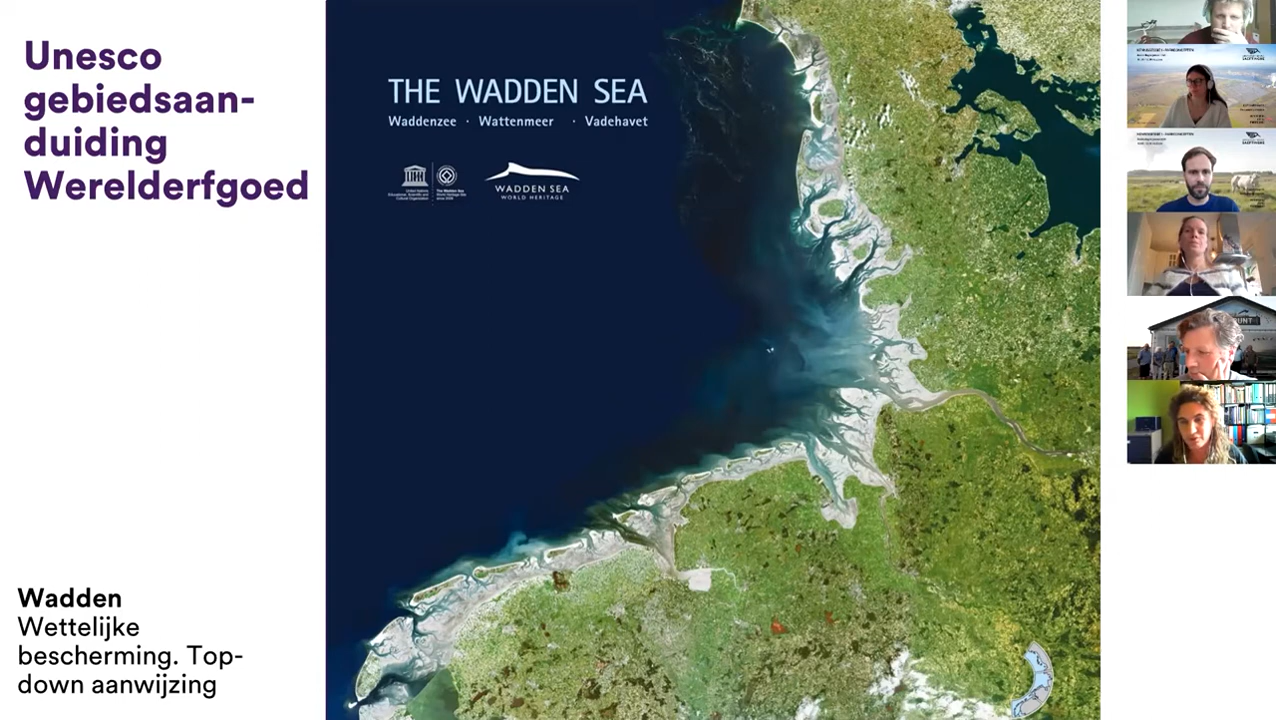 Unesco
gebiedsaan-
duiding
Werelderfgoed
THE WADDEN SEA
Waddenzee · Wattenmeer · Vadehavet
WADDEN SEA
WORLD HERITAGE
Wadden
Wettelijke
bescherming. Top-
down aanwijzing